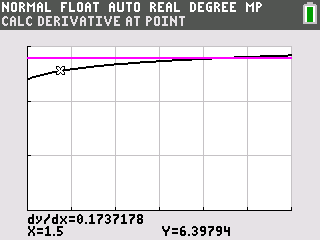 NORMAL FLOAT AUTO REAL DEGREE MP
CALC DERIVATIVE AT POINT
dy/dx=0.1737178
X=1.5 Y=6.39794